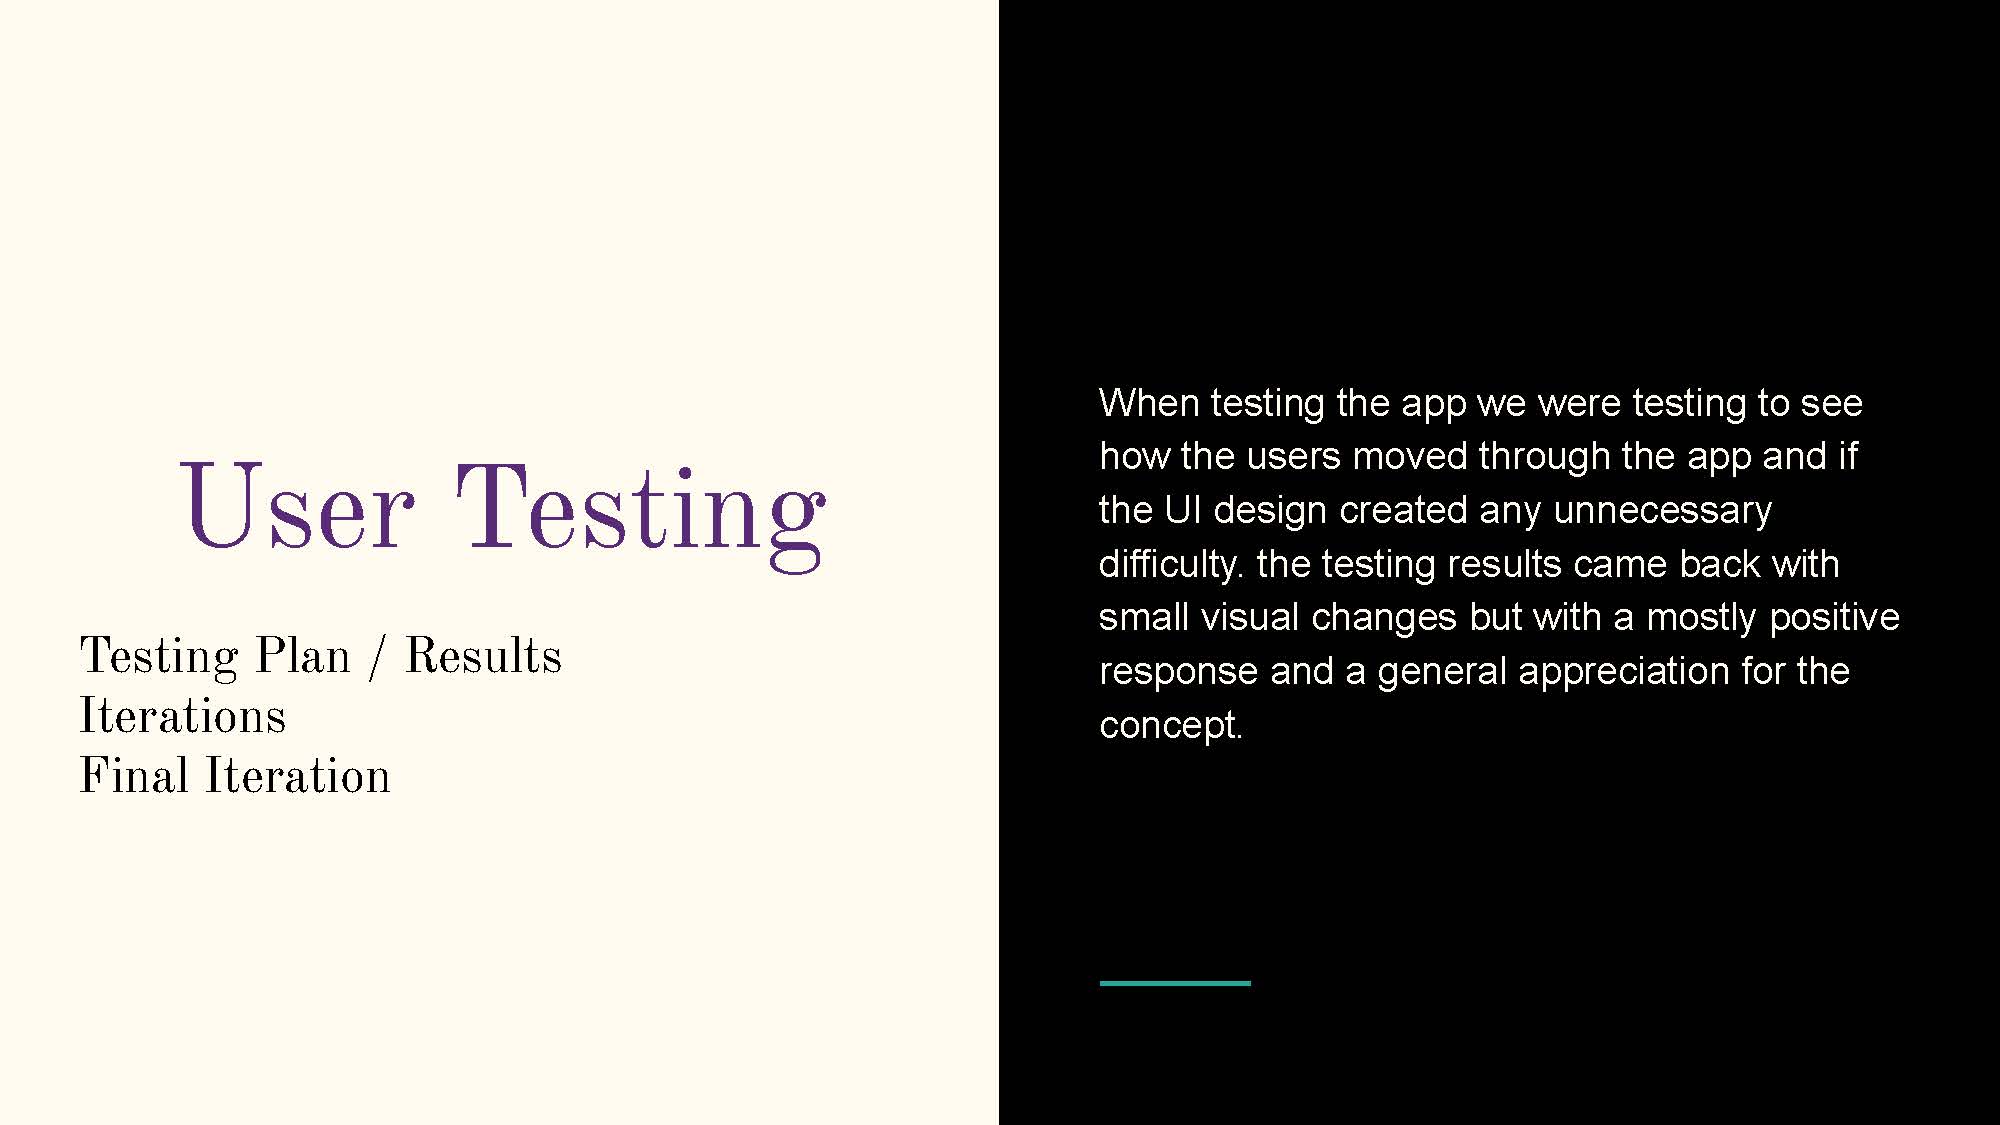 User Testing
Testing Plan / Results
Iterations
Final Iteration
When testing the app we were testing to see
how the users moved through the app and if
the UI design created any unnecessary
difficulty. the testing results came back with
small visual changes but with a mostly positive
response and a general appreciation for the
concept.